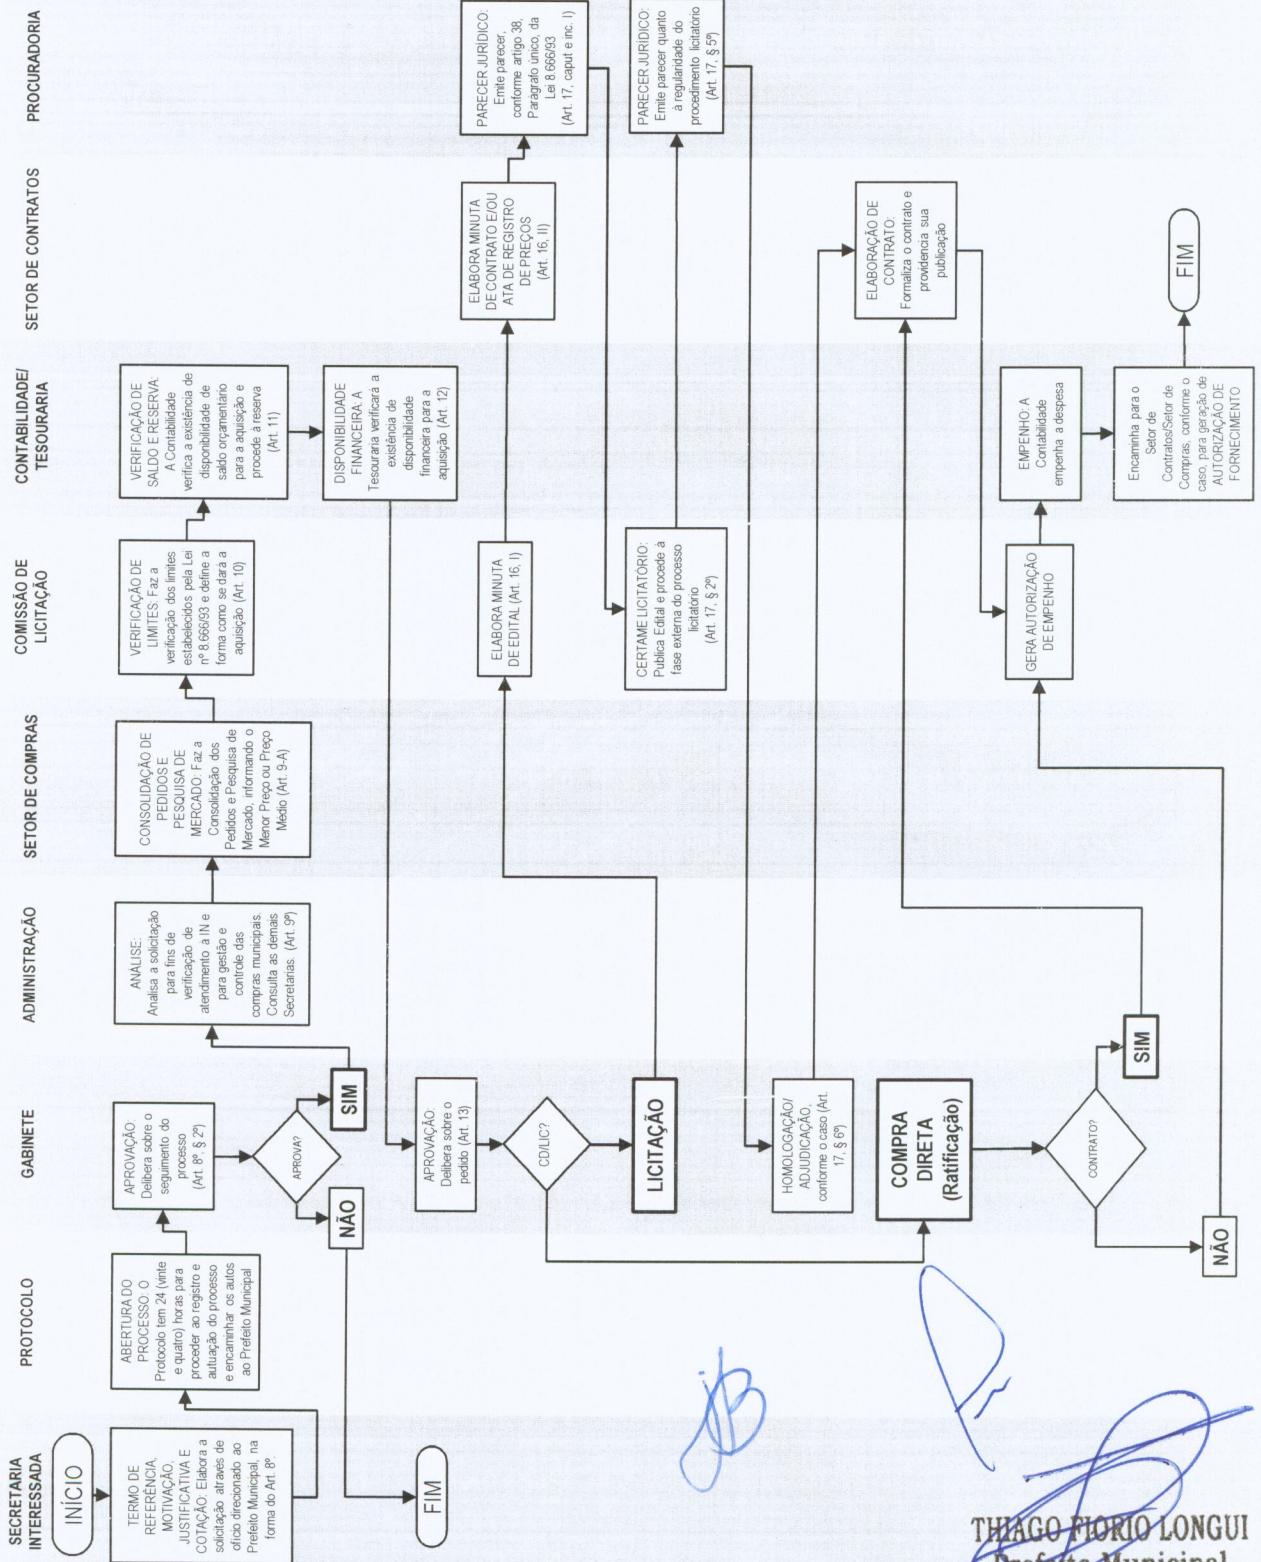 SECRETARIA
INTERESSADA
PROTOCOLO
GABINETE
ADMINISTRAÇÃO
SETOR DE COMPRAS
COMISSÃO DE
LICITAÇÃO
CONTABILIDADE/
TESOURARIA
SETOR DE CONTRATOS
PROCURADORIA
INÍCIO
TERMO DE
REFERÊNCIA,
MOTIVAÇÃO,
JUSTIFICATIVA E
COTAÇÃO: Elabora a
solicitação através de
ofício direcionado ao
Prefeito Municipal, na
forma do Art. 8º.
ABERTURA DO
PROCESSO: O
Protocolo tem 24 (vinte
e quatro) horas para
proceder ao registro e
autuação do processo
e encaminhar os autos
ao Prefeito Municipal
APROVAÇÃO:
Delibera sobre o
seguimento do
processo
(Art. 8º, § 2º)
APROVA?
SIM
NÃO
FIM
ANÁLISE:
Analisa a solicitação
para fins de
verificação de
atendimento à IN e
para gestão e
controle das
compras municipais.
Consulta as demais
Secretarias. (Art. 9º)
CONSOLIDAÇÃO DE
PEDIDOS E
PESQUISA DE
MERCADO: Faz a
Consolidação dos
Pedidos e Pesquisa de
Mercado, informando o
Menor Preço ou Preço
Médio (Art. 9-A)
VERIFICAÇÃO DE
LIMITES: Faz a
verificação dos limites
estabelecidos pela Lei
nº 8.666/93 e define a
forma como se dará a
aquisição (Art. 10)
VERIFICAÇÃO DE
SALDO E RESERVA:
A Contabilidade
verifica a existência de
disponibilidade de
saldo orçamentário
para a aquisição e
procede à reserva
(Art. 11)
DISPONIBILIDADE
FINANCEIRA: A
Tesouraria verificará a
existência de
disponibilidade
financeira para a
aquisição (Art. 12)
APROVAÇÃO:
Delibera sobre o
pedido (Art. 13)
CD/LIC?
LICITAÇÃO
ELABORA MINUTA
DE EDITAL (Art. 16, I)
ELABORA MINUTA
DE CONTRATO E/OU
ATA DE REGISTRO
DE PREÇOS
(Art. 16, II)
PARECER JURÍDICO:
Emite parecer,
conforme artigo 38,
Parágrafo único, da
Lei 8.666/93
(Art. 17, caput e inc. I)
CERTAME LICITATÓRIO:
Publica Edital e procede à
fase externa do processo
licitatório
(Art. 17, § 2º)
PARECER JURÍDICO:
Emite parecer quanto
à regularidade do
procedimento licitatório
(Art. 17, § 5º)
HOMOLOGAÇÃO/
ADJUDICAÇÃO,
conforme o caso (Art.
17, § 6º)
COMPRA
DIRETA
(Ratificação)
CONTRATO?
SIM
NÃO
ELABORAÇÃO DE
CONTRATO:
Formaliza o contrato e
providencia sua
publicação
GERA AUTORIZAÇÃO
DE EMPENHO
EMPENHO: A
Contabilidade
empenha a despesa
Encaminha para o
Setor de
Contratos/Setor de
Compras, conforme o
caso, para geração de
AUTORIZAÇÃO DE
FORNECIMENTO
FIM
THIAGO FIORIO LONGUI
Prefeito Municipal